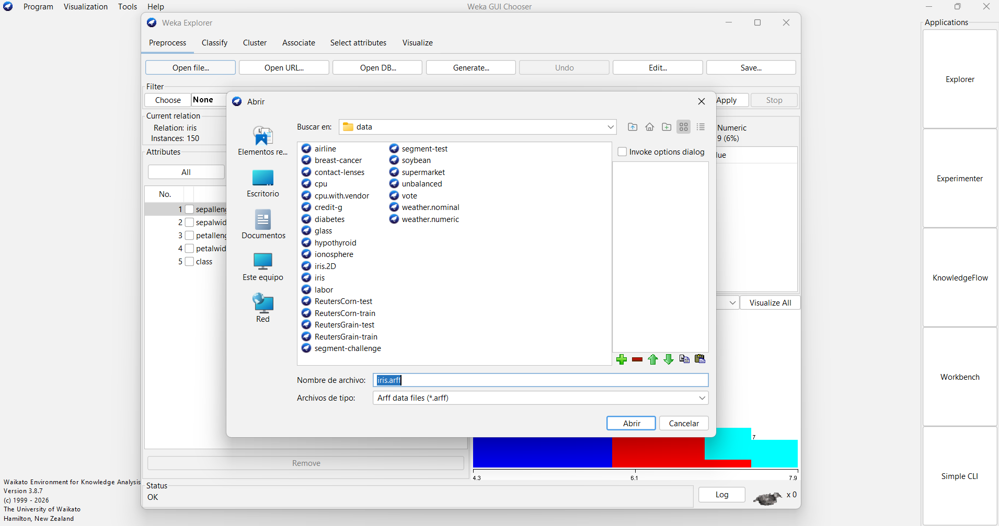 Program Visualization Tools Help
Weka GUI Chooser
Weka Explorer
Preprocess Classify Cluster Associate Select attributes Visualize
Open file... Open URL... Open DB... Generate... Undo Edit... Save...
Filter
Choose None
Apply Stop
Current relation
Relation: iris
Instances: 150
Numeric
9 (6%)
lue
Attributes
All
No.
1 sepalleng
2 sepalwid
3 petalleng
4 petalwid
5 class
Visualize All
Remove
7
4.3 6.1 7.9
Status
OK
Log x 0
Abrir
Buscar en: data
Elementos re...
Escritorio
Documentos
Este equipo
Red
airline
breast-cancer
contact-lenses
cpu
cpu.with.vendor
credit-g
diabetes
glass
hypothyroid
ionosphere
iris.2D
iris
labor
ReutersCorn-test
ReutersCorn-train
ReutersGrain-test
ReutersGrain-train
segment-challenge
segment-test
soybean
supermarket
unbalanced
vote
weather.nominal
weather.numeric
Invoke options dialog
Nombre de archivo: iris.arff
Archivos de tipo: Arff data files (*.arff)
Abrir Cancelar
Applications
Explorer
Experimenter
KnowledgeFlow
Workbench
Simple CLI
Waikato Environment for Knowledge Analysis
Version 3.8.7
(c) 1999 - 2026
The University of Waikato
Hamilton, New Zealand